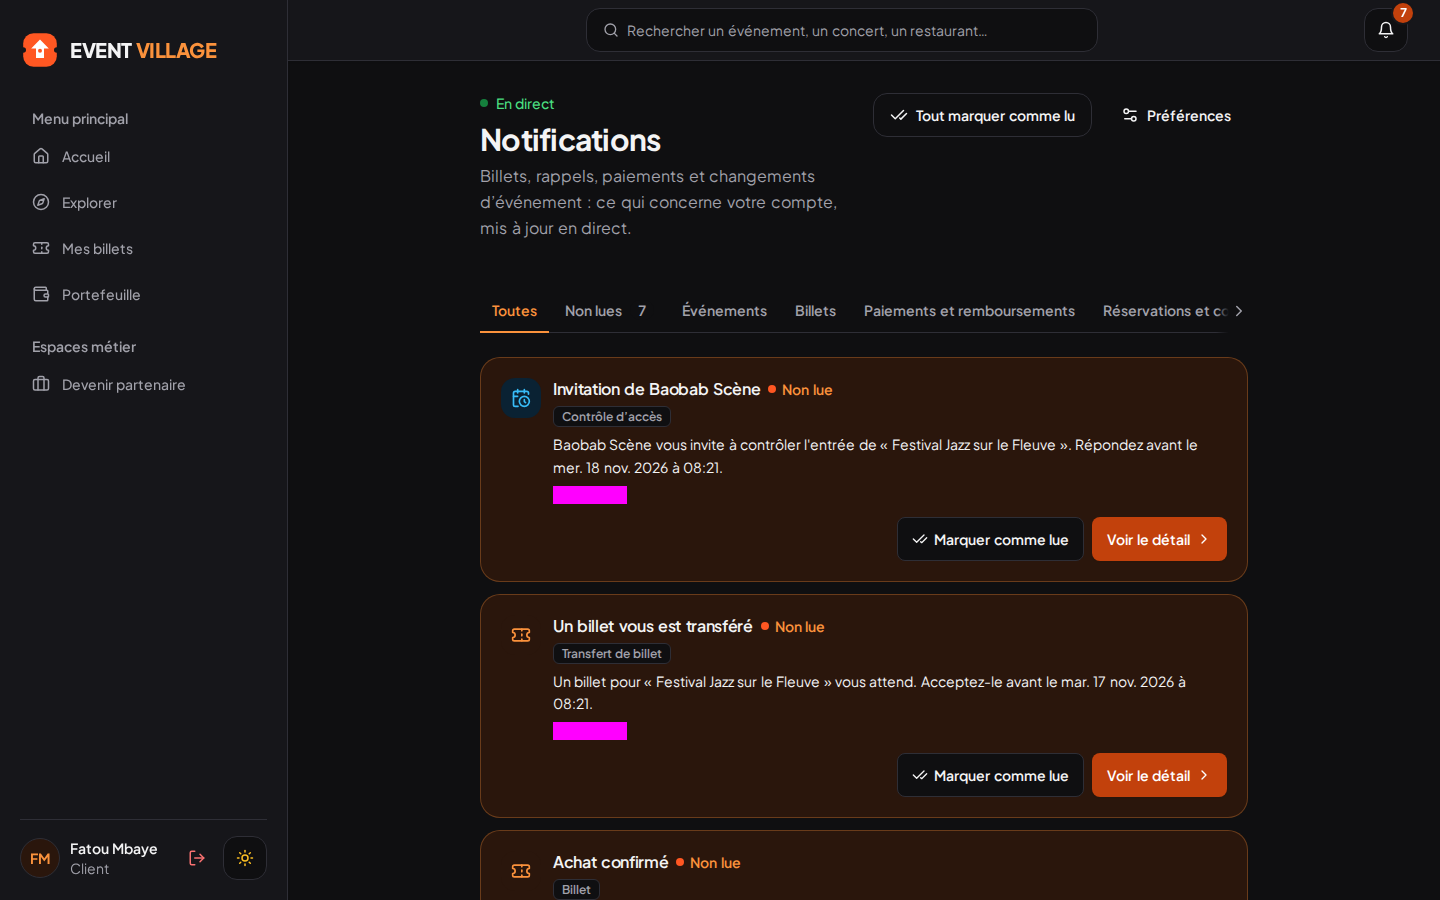 EVENT VILLAGE
Rechercher un événement, un concert, un restaurant…
7
Menu principal
Accueil
Explorer
Mes billets
Portefeuille
Espaces métier
Devenir partenaire
FM
Fatou Mbaye
Client
En direct
Notifications
Billets, rappels, paiements et changements
d’événement : ce qui concerne votre compte,
mis à jour en direct.
Tout marquer comme lu
Préférences
Toutes
Non lues 7
Événements
Billets
Paiements et remboursements
Réservations et
Invitation de Baobab Scène
Non lue
Contrôle d’accès
Baobab Scène vous invite à contrôler l’entrée de « Festival Jazz sur le Fleuve ». Répondez avant le
mer. 18 nov. 2026 à 08:21.
Marquer comme lue
Voir le détail
Un billet vous est transféré
Non lue
Transfert de billet
Un billet pour « Festival Jazz sur le Fleuve » vous attend. Acceptez-le avant le mar. 17 nov. 2026 à
08:21.
Marquer comme lue
Voir le détail
Achat confirmé
Non lue
Billet